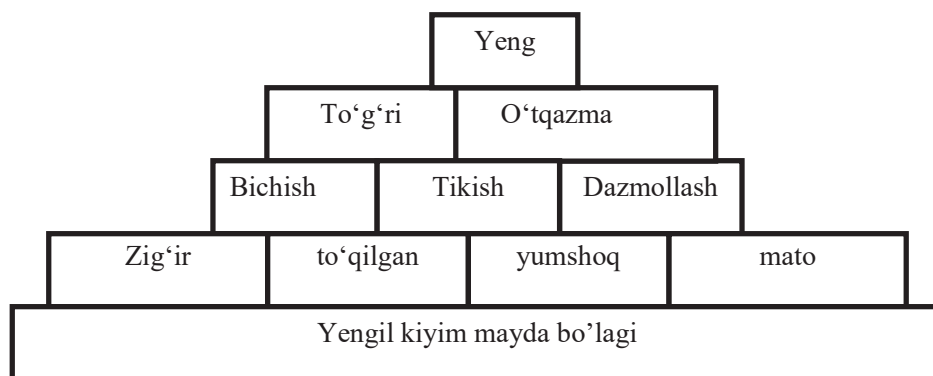 Yeng
To‘g‘ri O‘tqazma
Bichish Tikish Dazmollash
Zig‘ir to‘qilgan yumshoq mato
Yengil kiyim mayda bo’lagi